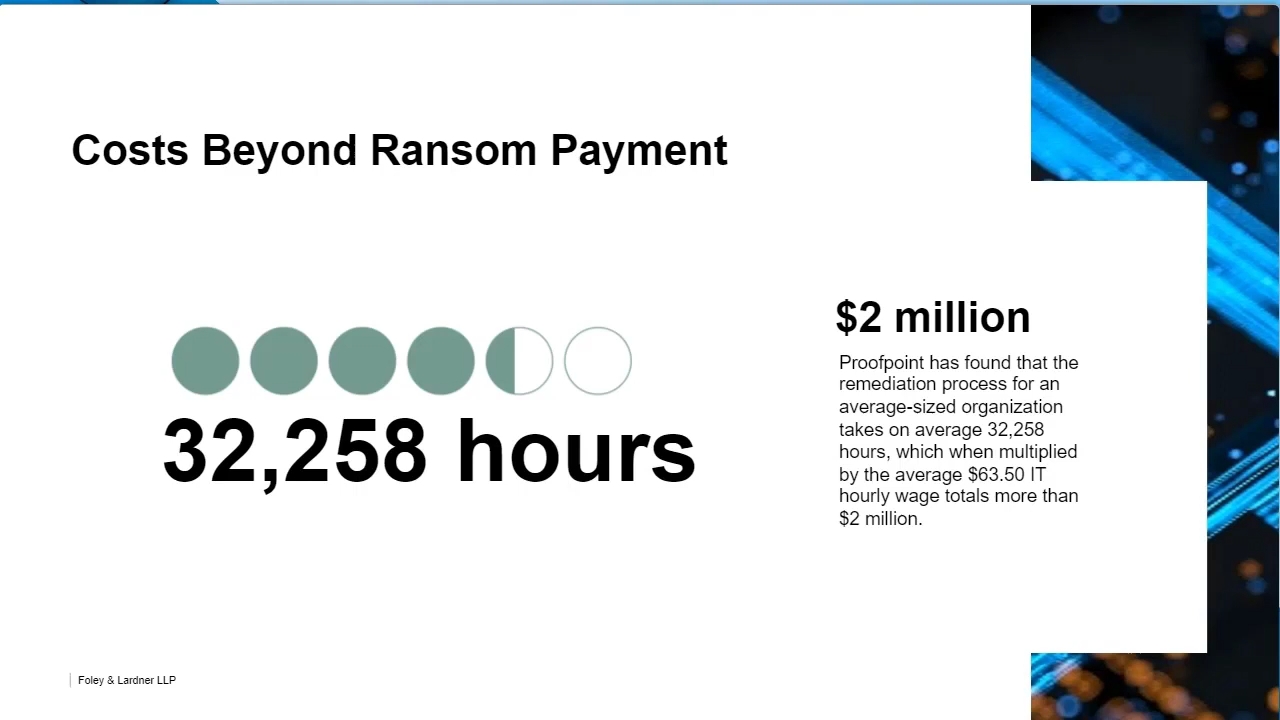 Costs Beyond Ransom Payment
32,258 hours
$2 million
Proofpoint has found that the
remediation process for an
average-sized organization
takes on average 32,258
hours, which when multiplied
by the average $63.50 IT
hourly wage totals more than
$2 million.
Foley & Lardner LLP